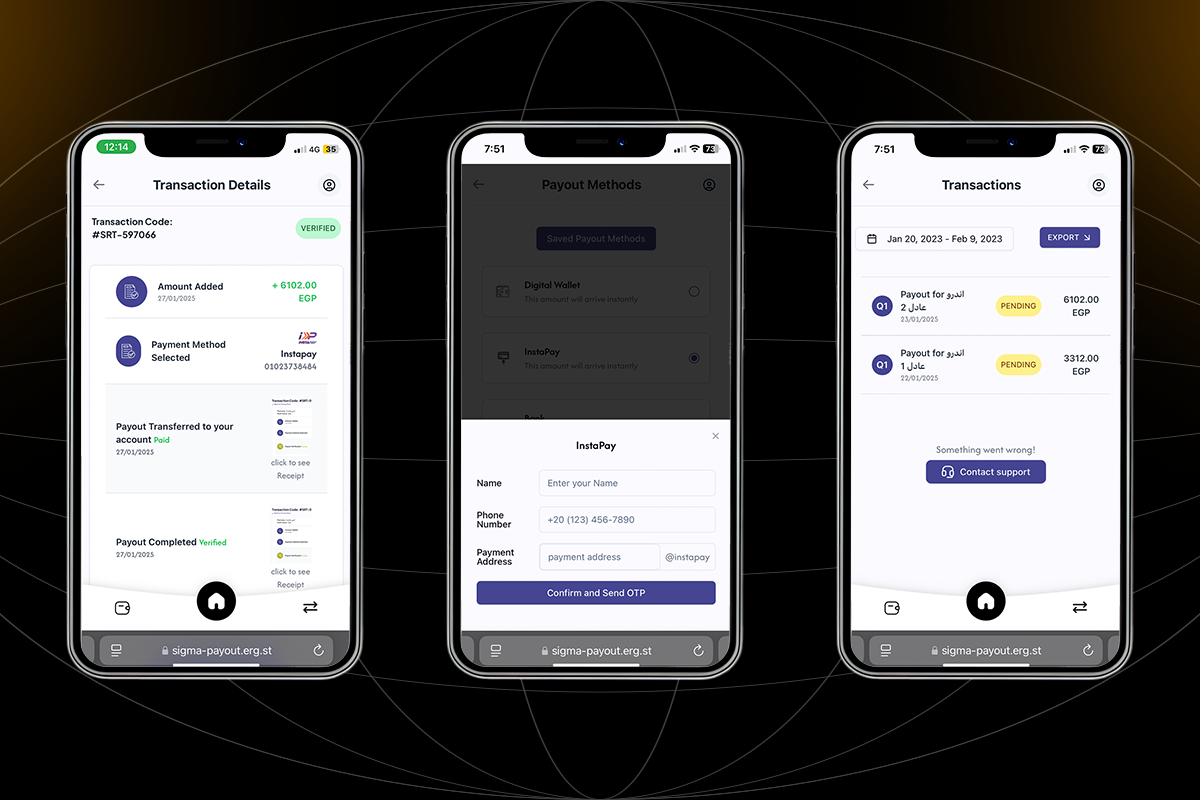 12:14
4G 35
Transaction Details
Transaction Code:
#SRT-597066
VERIFIED
Amount Added
27/01/2025
+ 6102.00
EGP
Payment Method
Selected
Instapay
01023738484
Payout Transferred to your
account Paid
27/01/2025
click to see
Receipt
Payout Completed Verified
27/01/2025
click to see
Receipt
sigma-payout.erg.st
7:51
73
Payout Methods
Saved Payout Methods
Digital Wallet
This amount will arrive instantly
InstaPay
This amount will arrive instantly
Bank
InstaPay
Name
Enter your Name
Phone
Number
+20 (123) 456-7890
Payment
Address
payment address
@instapay
Confirm and Send OTP
sigma-payout.erg.st
7:51
73
Transactions
Jan 20, 2023 - Feb 9, 2023
EXPORT
Q1
Payout for اندرو
عادل 2
23/01/2025
PENDING
6102.00
EGP
Q1
Payout for اندرو
عادل 1
22/01/2025
PENDING
3312.00
EGP
Something went wrong!
Contact support
sigma-payout.erg.st